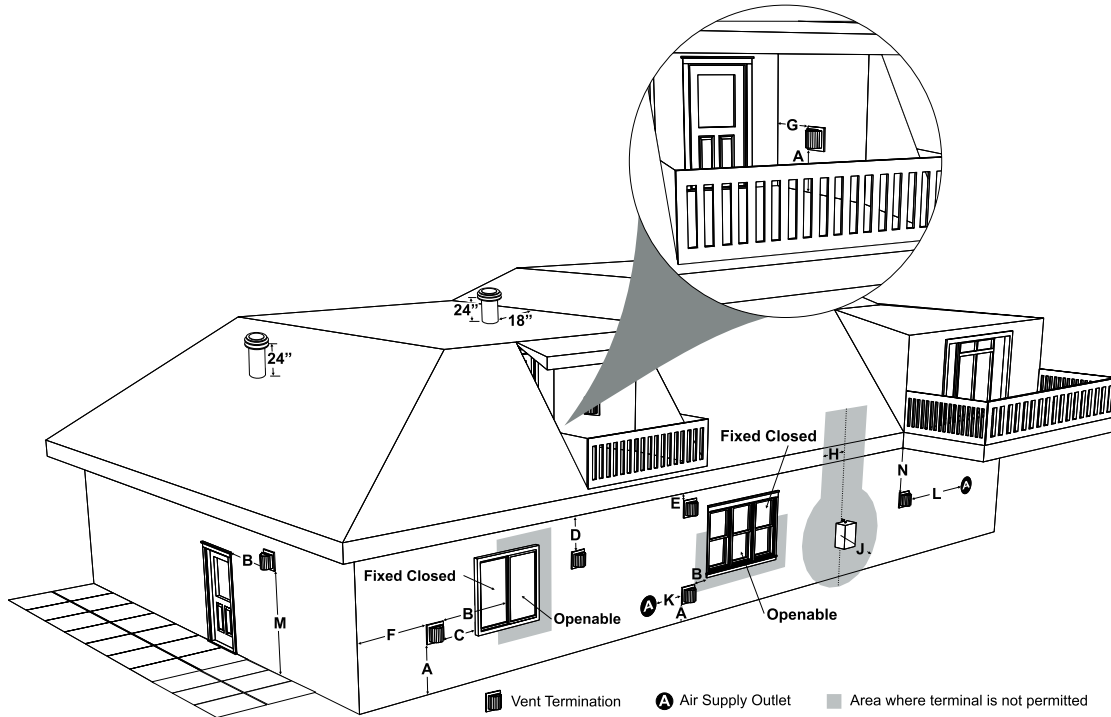 G
A
24”
18”
24”
Fixed Closed
H
N
L
A
E
D
B
J
Fixed Closed
B
B
K
A
A
Openable
Openable
M
F
C
A
Vent Termination
A Air Supply Outlet
Area where terminal is not permitted